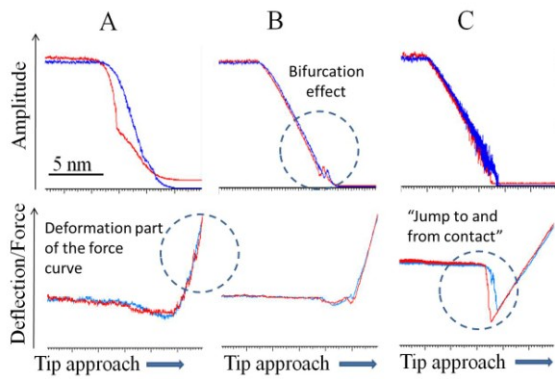 A
B
C
Amplitude
Bifurcation
effect
5 nm
Deflection/Force
Deformation part
of the force
curve
“Jump to and
from contact”
Tip approach
Tip approach
Tip approach